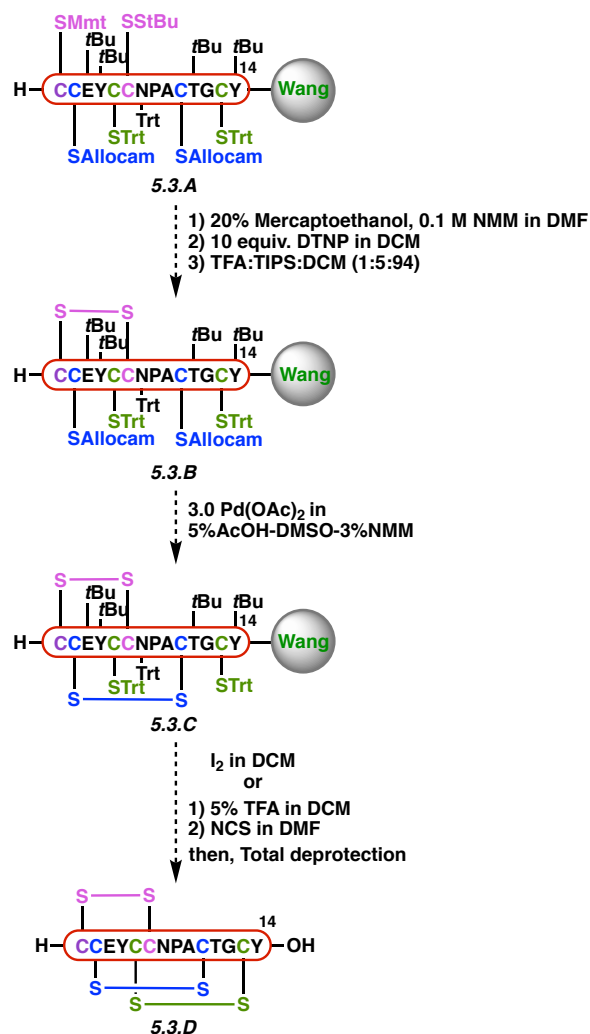 SMmt SStBu
tBu tBu tBu tBu
14
H CCEYCCNPACTGCY Wang
Trt
STrt STrt
SAllocam SAllocam
5.3.A
1) 20% Mercaptoethanol, 0.1 M NMM in DMF
2) 10 equiv. DTNP in DCM
3) TFA:TIPS:DCM (1:5:94)
S S
tBu tBu tBu tBu
14
H CCEYCCNPACTGCY Wang
Trt
STrt STrt
SAllocam SAllocam
5.3.B
3.0 Pd(OAc)2 in
5%AcOH-DMSO-3%NMM
S S
tBu tBu tBu tBu
14
H CCEYCCNPACTGCY Wang
Trt
STrt STrt
S S
5.3.C
I2 in DCM
or
1) 5% TFA in DCM
2) NCS in DMF
then, Total deprotection
S S
14
H CCEYCCNPACTGCY OH
S S
S S
5.3.D